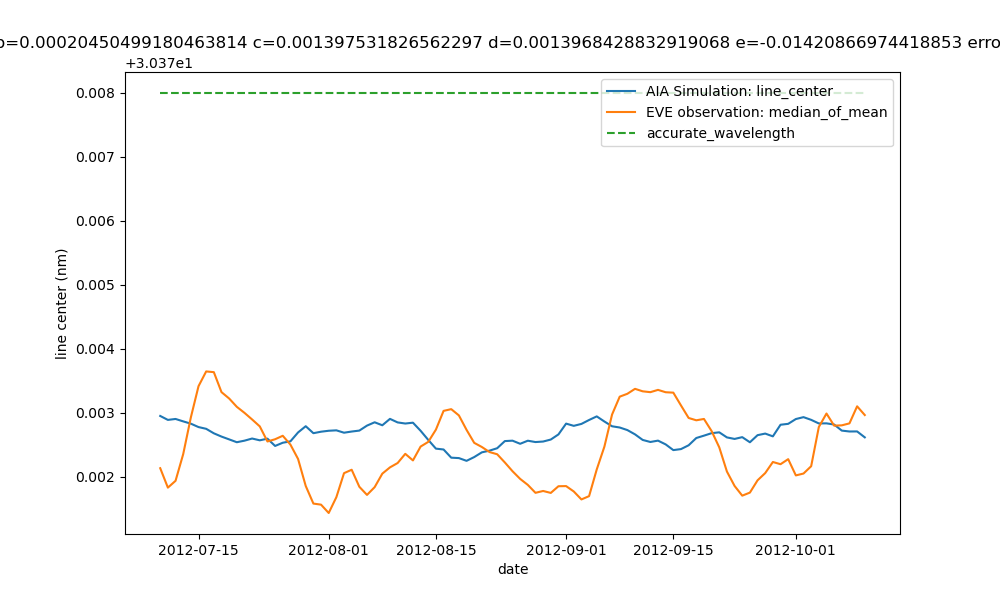 b=0.00020450499180463814 c=0.001397531826562297 d=0.0013968428832919068 e=-0.01420866974418853 erro
+3.037e1
0.008
0.007
0.006
0.005
0.004
0.003
0.002
line center (nm)
AIA Simulation: line_center
EVE observation: median_of_mean
accurate_wavelength
2012-07-15 2012-08-01 2012-08-15 2012-09-01 2012-09-15 2012-10-01
date